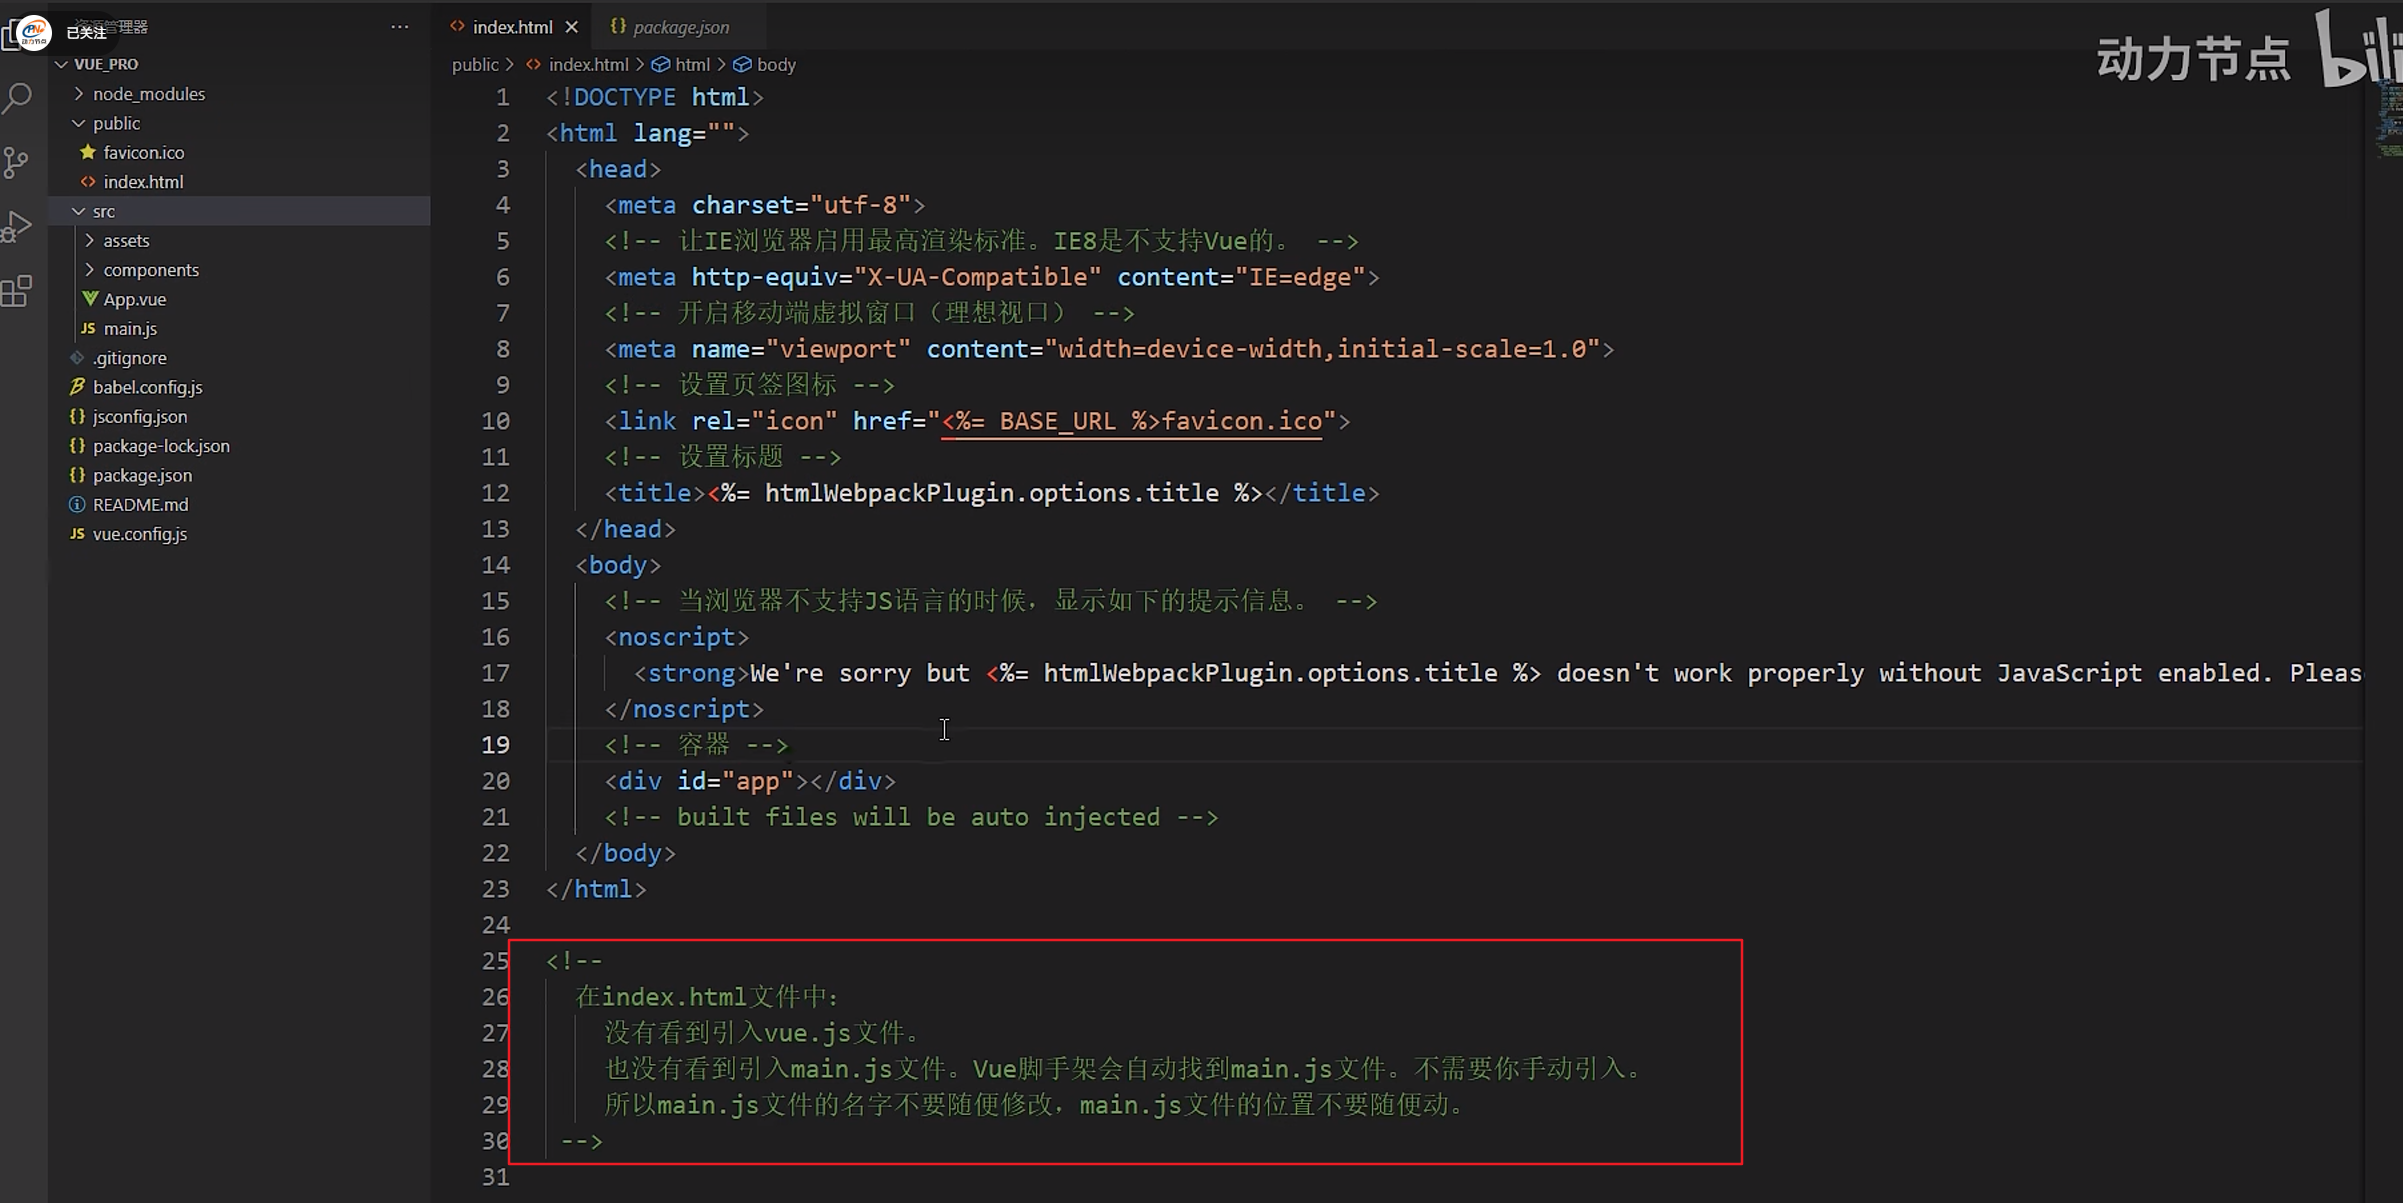 资源管理器
已关注
···
index.html
package.json
动力节点
bili
VUE_PRO
node_modules
public
favicon.ico
index.html
src
assets
components
App.vue
main.js
.gitignore
babel.config.js
jsconfig.json
package-lock.json
package.json
README.md
vue.config.js
public > index.html > html > body
1 <!DOCTYPE html>
2 <html lang="">
3 <head>
4 <meta charset="utf-8">
5 <!-- 让IE浏览器启用最高渲染标准。IE8是不支持Vue的。 -->
6 <meta http-equiv="X-UA-Compatible" content="IE=edge">
7 <!-- 开启移动端虚拟窗口（理想视口） -->
8 <meta name="viewport" content="width=device-width,initial-scale=1.0">
9 <!-- 设置页签图标 -->
10 <link rel="icon" href="<%= BASE_URL %>favicon.ico">
11 <!-- 设置标题 -->
12 <title><%= htmlWebpackPlugin.options.title %></title>
13 </head>
14 <body>
15 <!-- 当浏览器不支持JS语言的时候，显示如下的提示信息。 -->
16 <noscript>
17 <strong>We're sorry but <%= htmlWebpackPlugin.options.title %> doesn't work properly without JavaScript enabled. Pleas
18 </noscript>
19 <!-- 容器 -->
20 <div id="app"></div>
21 <!-- built files will be auto injected -->
22 </body>
23 </html>
24
25 <!--
26 在index.html文件中：
27 没有看到引入vue.js文件。
28 也没有看到引入main.js文件。Vue脚手架会自动找到main.js文件。不需要你手动引入。
29 所以main.js文件的名字不要随便修改，main.js文件的位置不要随便动。
30 -->
31